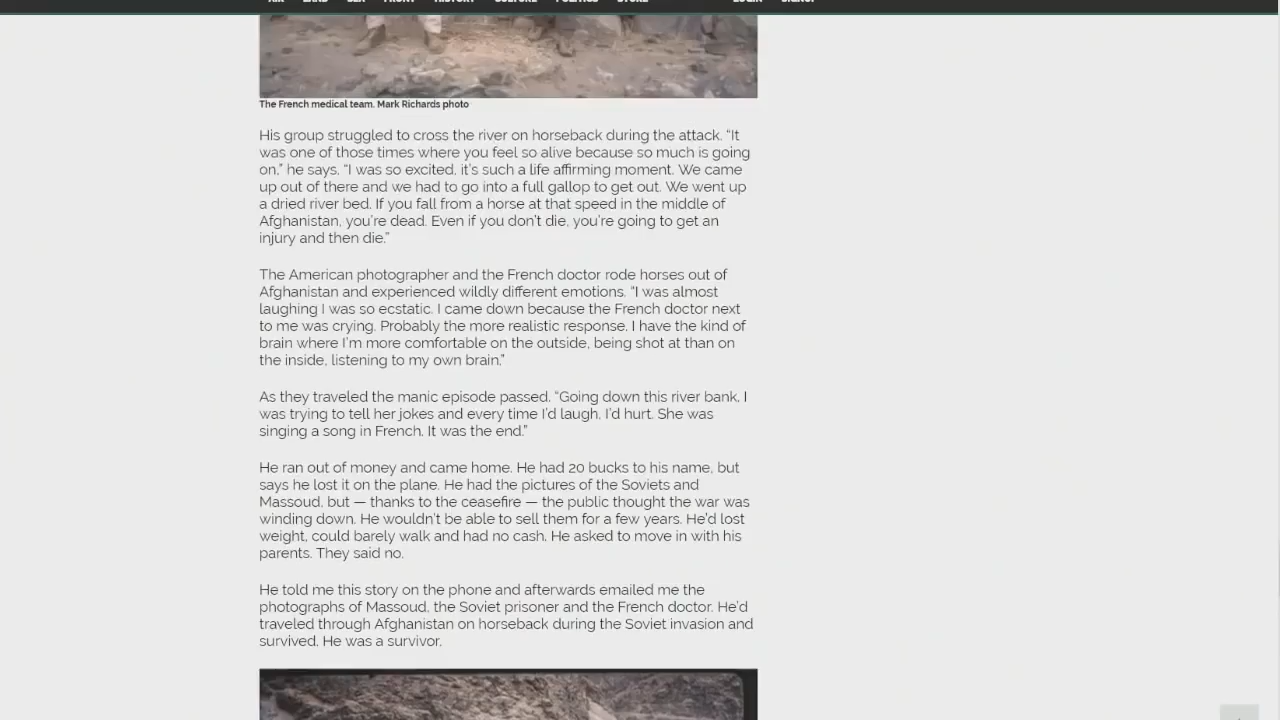 AIR LAND SEA FRONT HISTORY CULTURE POLITICS STORE LOGIN SIGNUP
The French medical team. Mark Richards photo
His group struggled to cross the river on horseback during the attack. “It
was one of those times where you feel so alive because so much is going
on,” he says. “I was so excited, it’s such a life affirming moment. We came
up out of there and we had to go into a full gallop to get out. We went up
a dried river bed. If you fall from a horse at that speed in the middle of
Afghanistan, you’re dead. Even if you don’t die, you’re going to get an
injury and then die.”
The American photographer and the French doctor rode horses out of
Afghanistan and experienced wildly different emotions. “I was almost
laughing I was so ecstatic. I came down because the French doctor next
to me was crying. Probably the more realistic response. I have the kind of
brain where I’m more comfortable on the outside, being shot at than on
the inside, listening to my own brain.”
As they traveled the manic episode passed. “Going down this river bank, I
was trying to tell her jokes and every time I’d laugh, I’d hurt. She was
singing a song in French. It was the end.”
He ran out of money and came home. He had 20 bucks to his name, but
says he lost it on the plane. He had the pictures of the Soviets and
Massoud, but — thanks to the ceasefire — the public thought the war was
winding down. He wouldn’t be able to sell them for a few years. He’d lost
weight, could barely walk and had no cash. He asked to move in with his
parents. They said no.
He told me this story on the phone and afterwards emailed me the
photographs of Massoud, the Soviet prisoner and the French doctor. He’d
traveled through Afghanistan on horseback during the Soviet invasion and
survived. He was a survivor.